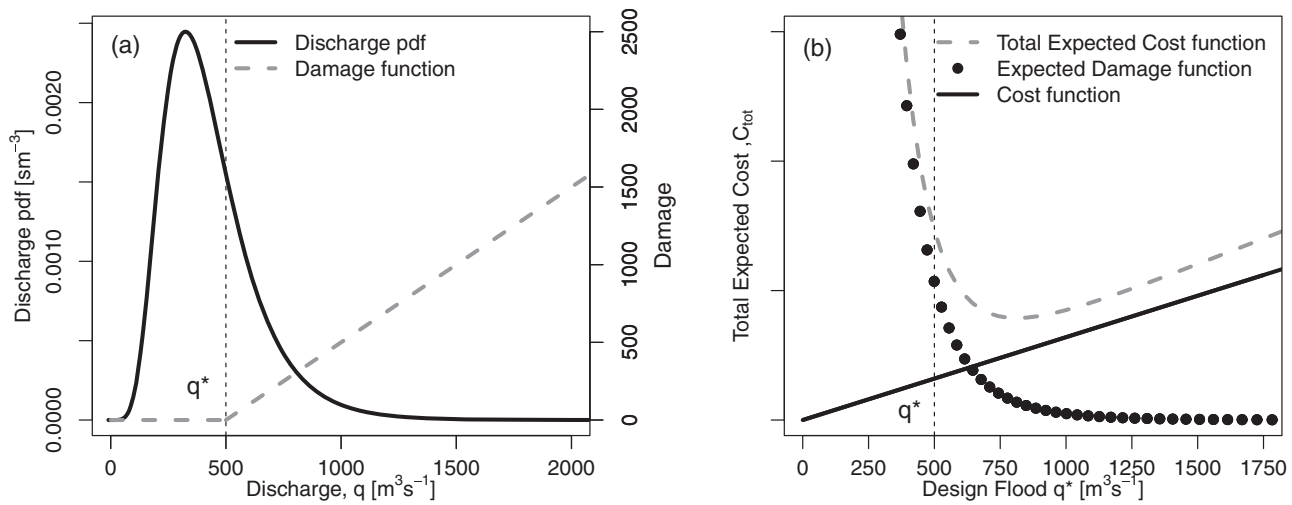 (a)
Discharge pdf
Damage function
q*
0.0000
0.0010
0.0020
Discharge pdf [sm⁻³]
0
500
1000
1500
2000
2500
Damage
0
500
1000
1500
2000
Discharge, q [m³s⁻¹]
(b)
Total Expected Cost function
Expected Damage function
Cost function
q*
Total Expected Cost ,C_tot
0
250
500
750
1000
1250
1500
1750
Design Flood q* [m³s⁻¹]